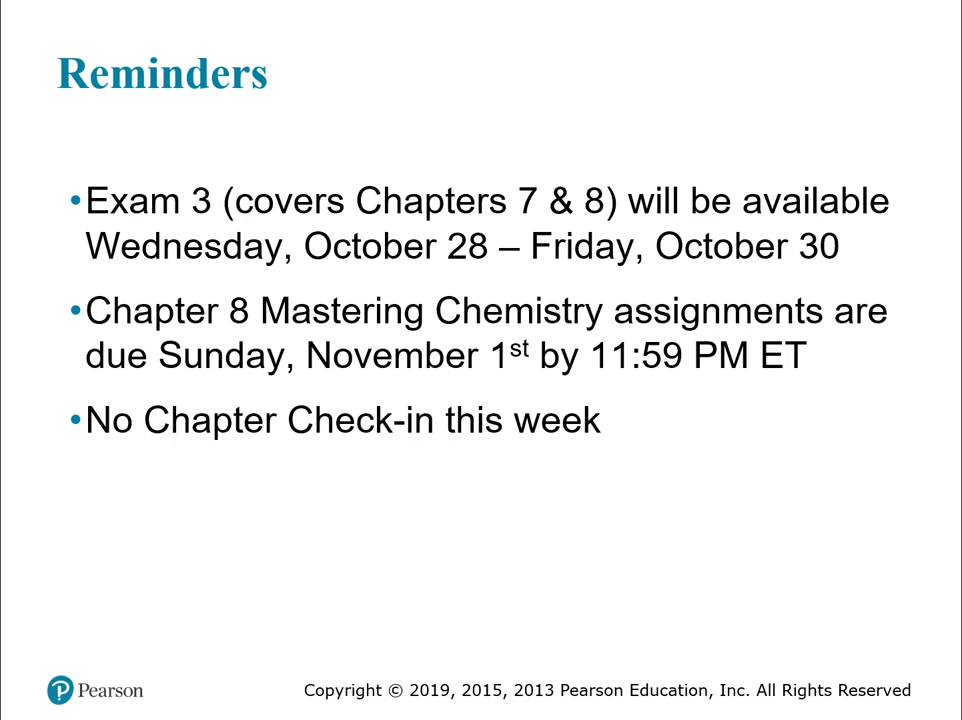 Reminders
•Exam 3 (covers Chapters 7 & 8) will be available
Wednesday, October 28 – Friday, October 30
•Chapter 8 Mastering Chemistry assignments are
due Sunday, November 1st by 11:59 PM ET
•No Chapter Check-in this week
Pearson
Copyright © 2019, 2015, 2013 Pearson Education, Inc. All Rights Reserved